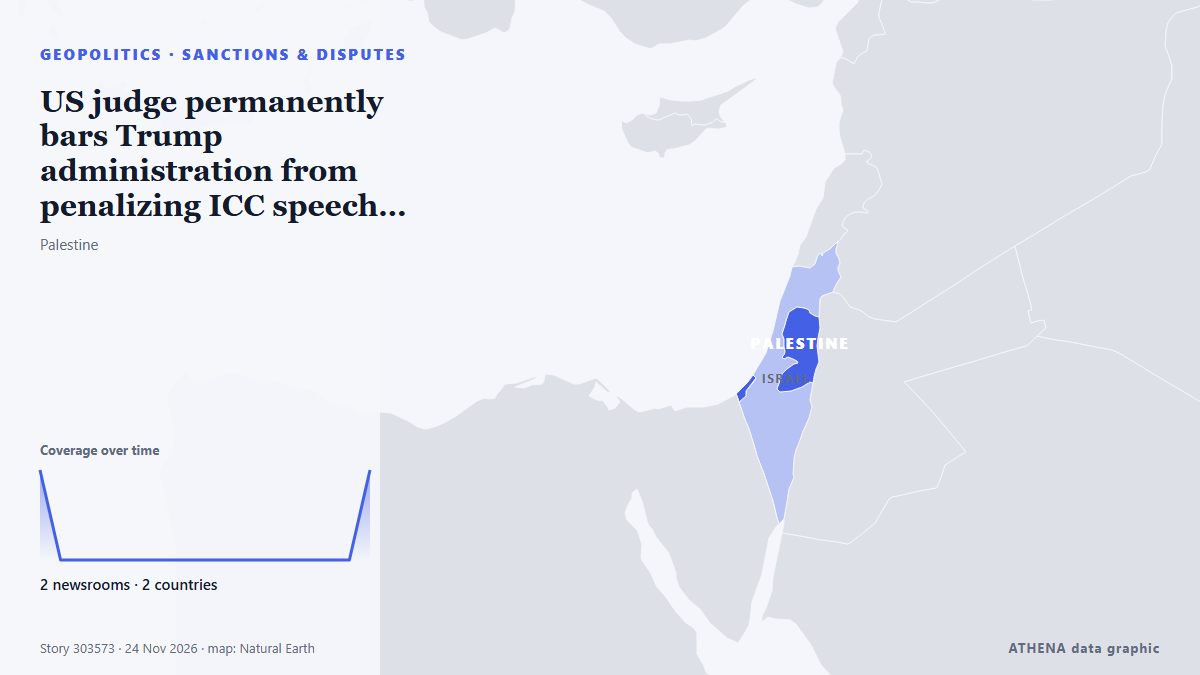 GEOPOLITICS · SANCTIONS & DISPUTES
US judge permanently
bars Trump
administration from
penalizing ICC speech...
Palestine
PALESTINE
ISRAEL
Coverage over time
2 newsrooms · 2 countries
Story 303573 · 24 Nov 2026 · map: Natural Earth
ATHENA data graphic